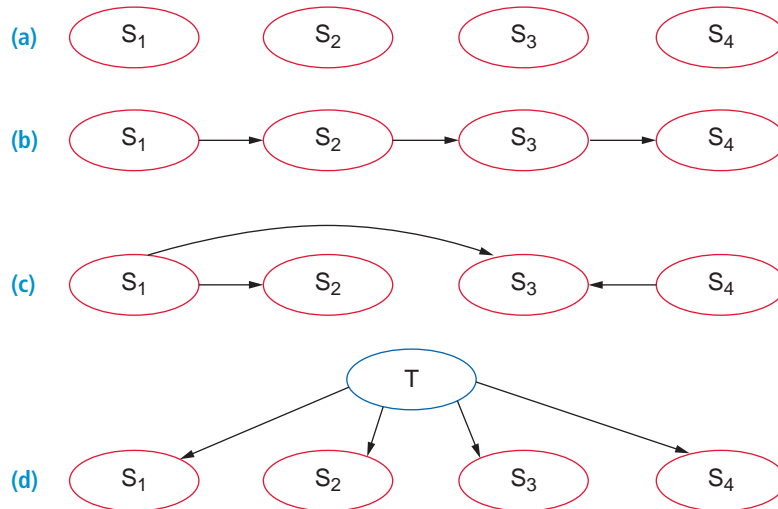 (a) S1 S2 S3 S4
(b) S1 S2 S3 S4
(c) S1 S2 S3 S4
T
(d) S1 S2 S3 S4